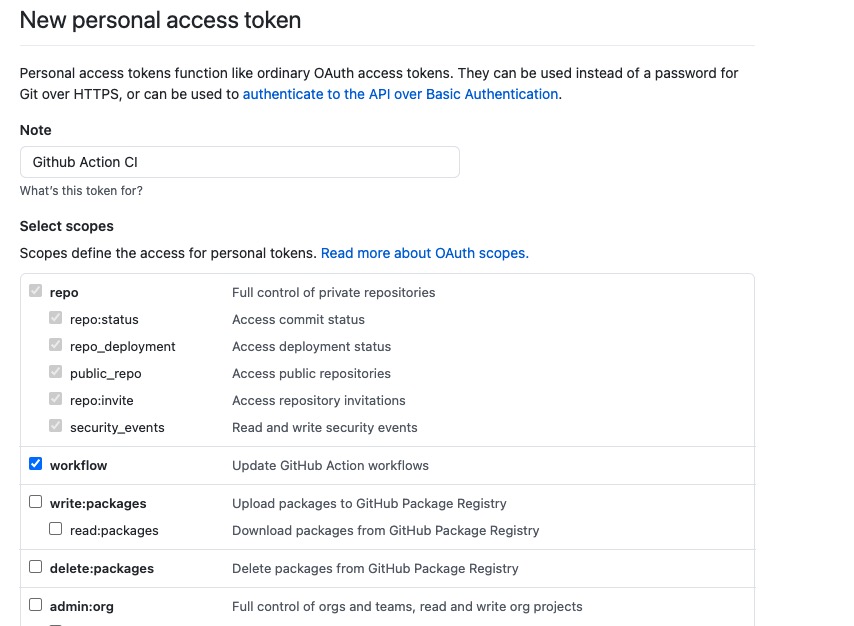 New personal access token
Personal access tokens function like ordinary OAuth access tokens. They can be used instead of a password for
Git over HTTPS, or can be used to authenticate to the API over Basic Authentication.
Note
Github Action CI
What's this token for?
Select scopes
Scopes define the access for personal tokens. Read more about OAuth scopes.
repo Full control of private repositories
repo:status Access commit status
repo_deployment Access deployment status
public_repo Access public repositories
repo:invite Access repository invitations
security_events Read and write security events
workflow Update GitHub Action workflows
write:packages Upload packages to GitHub Package Registry
read:packages Download packages from GitHub Package Registry
delete:packages Delete packages from GitHub Package Registry
admin:org Full control of orgs and teams, read and write org projects